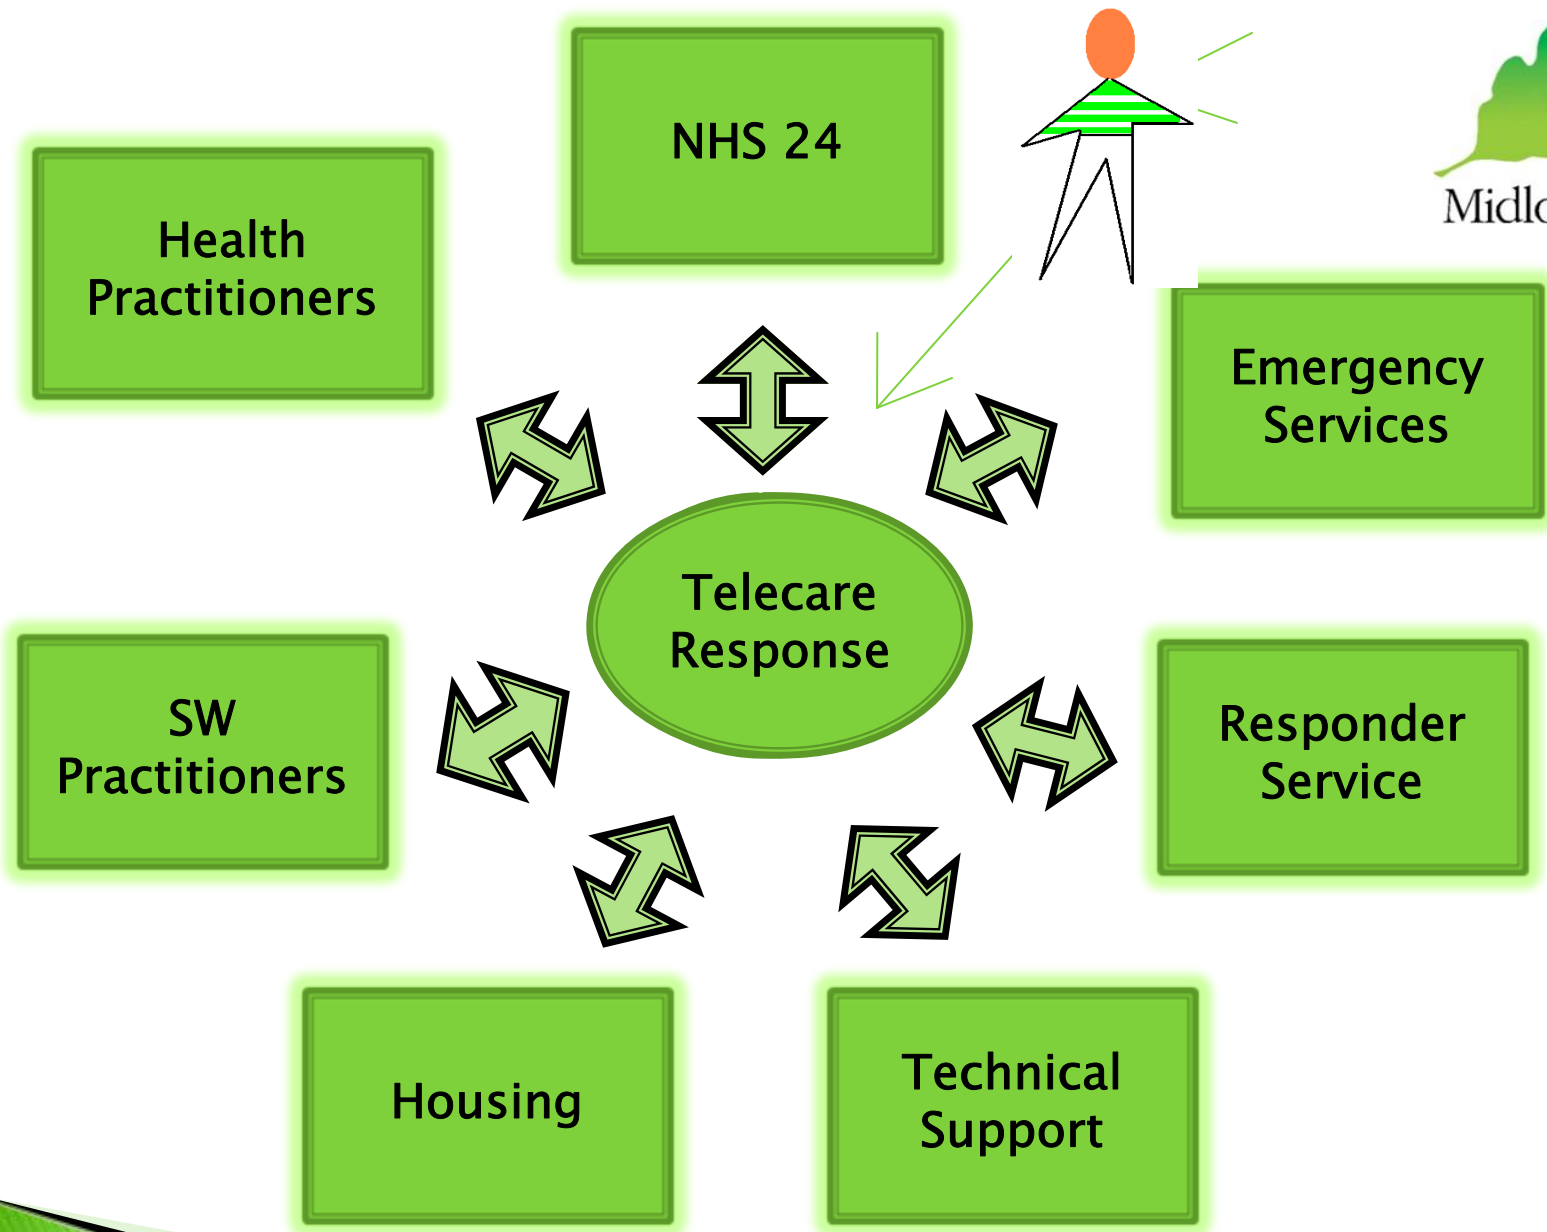 NHS 24
Health
Practitioners
Emergency
Services
Telecare
Response
SW
Practitioners
Responder
Service
Housing
Technical
Support